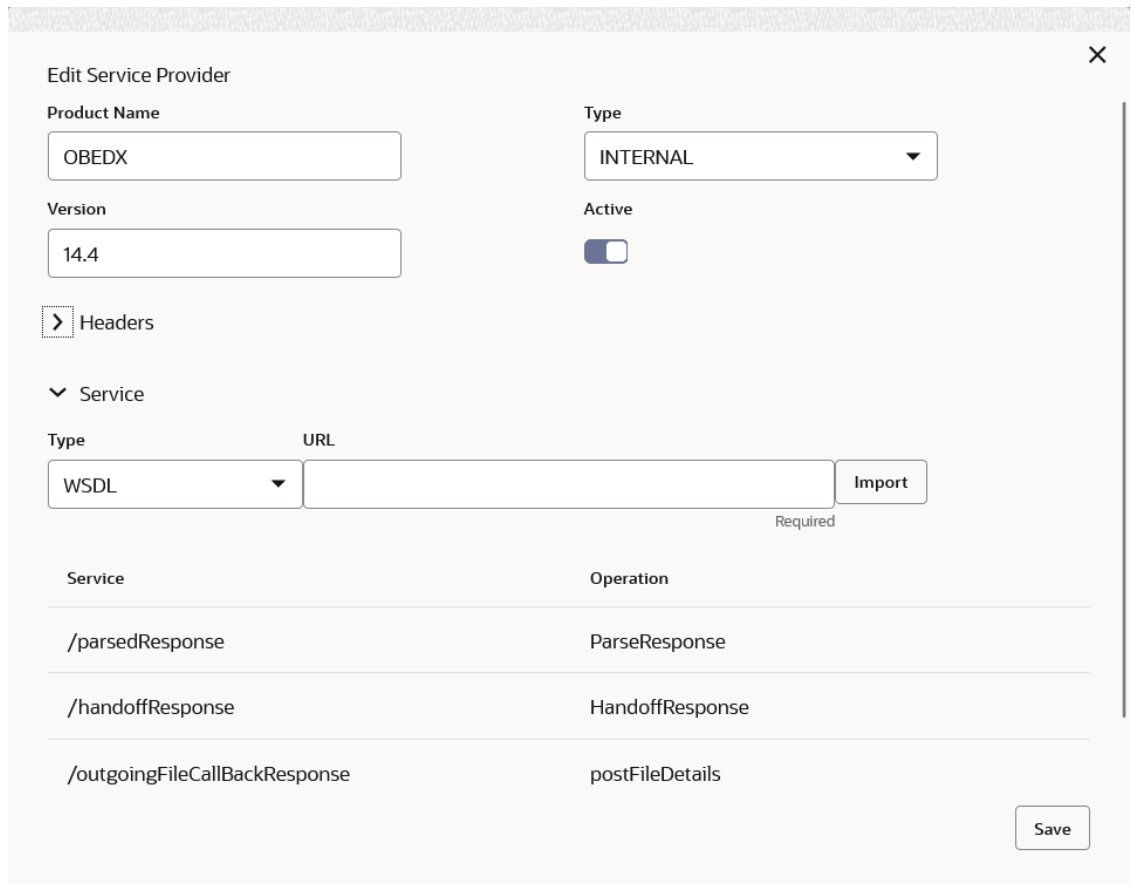 Edit Service Provider
Product Name
Type
OBEDX
INTERNAL
Version
Active
14.4
Headers
Service
Type
URL
WSDL
Import
Required
Service
Operation
/parsedResponse
ParseResponse
/handoffResponse
HandoffResponse
/outgoingFileCallBackResponse
postFileDetails
Save